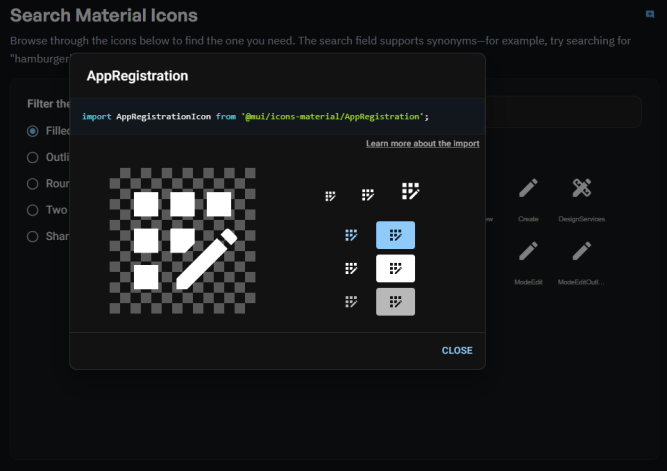 Search Material Icons
Browse through the icons below to find the one you need. The search field supports synonyms—for example, try searching for
"hamburger
AppRegistration
Filter the
import AppRegistrationIcon from '@mui/icons-material/AppRegistration';
Filled
Learn more about the import
Outli
Roun
Two
Shar
Create
DesignServices
ModeEdit
ModeEditOutl...
CLOSE